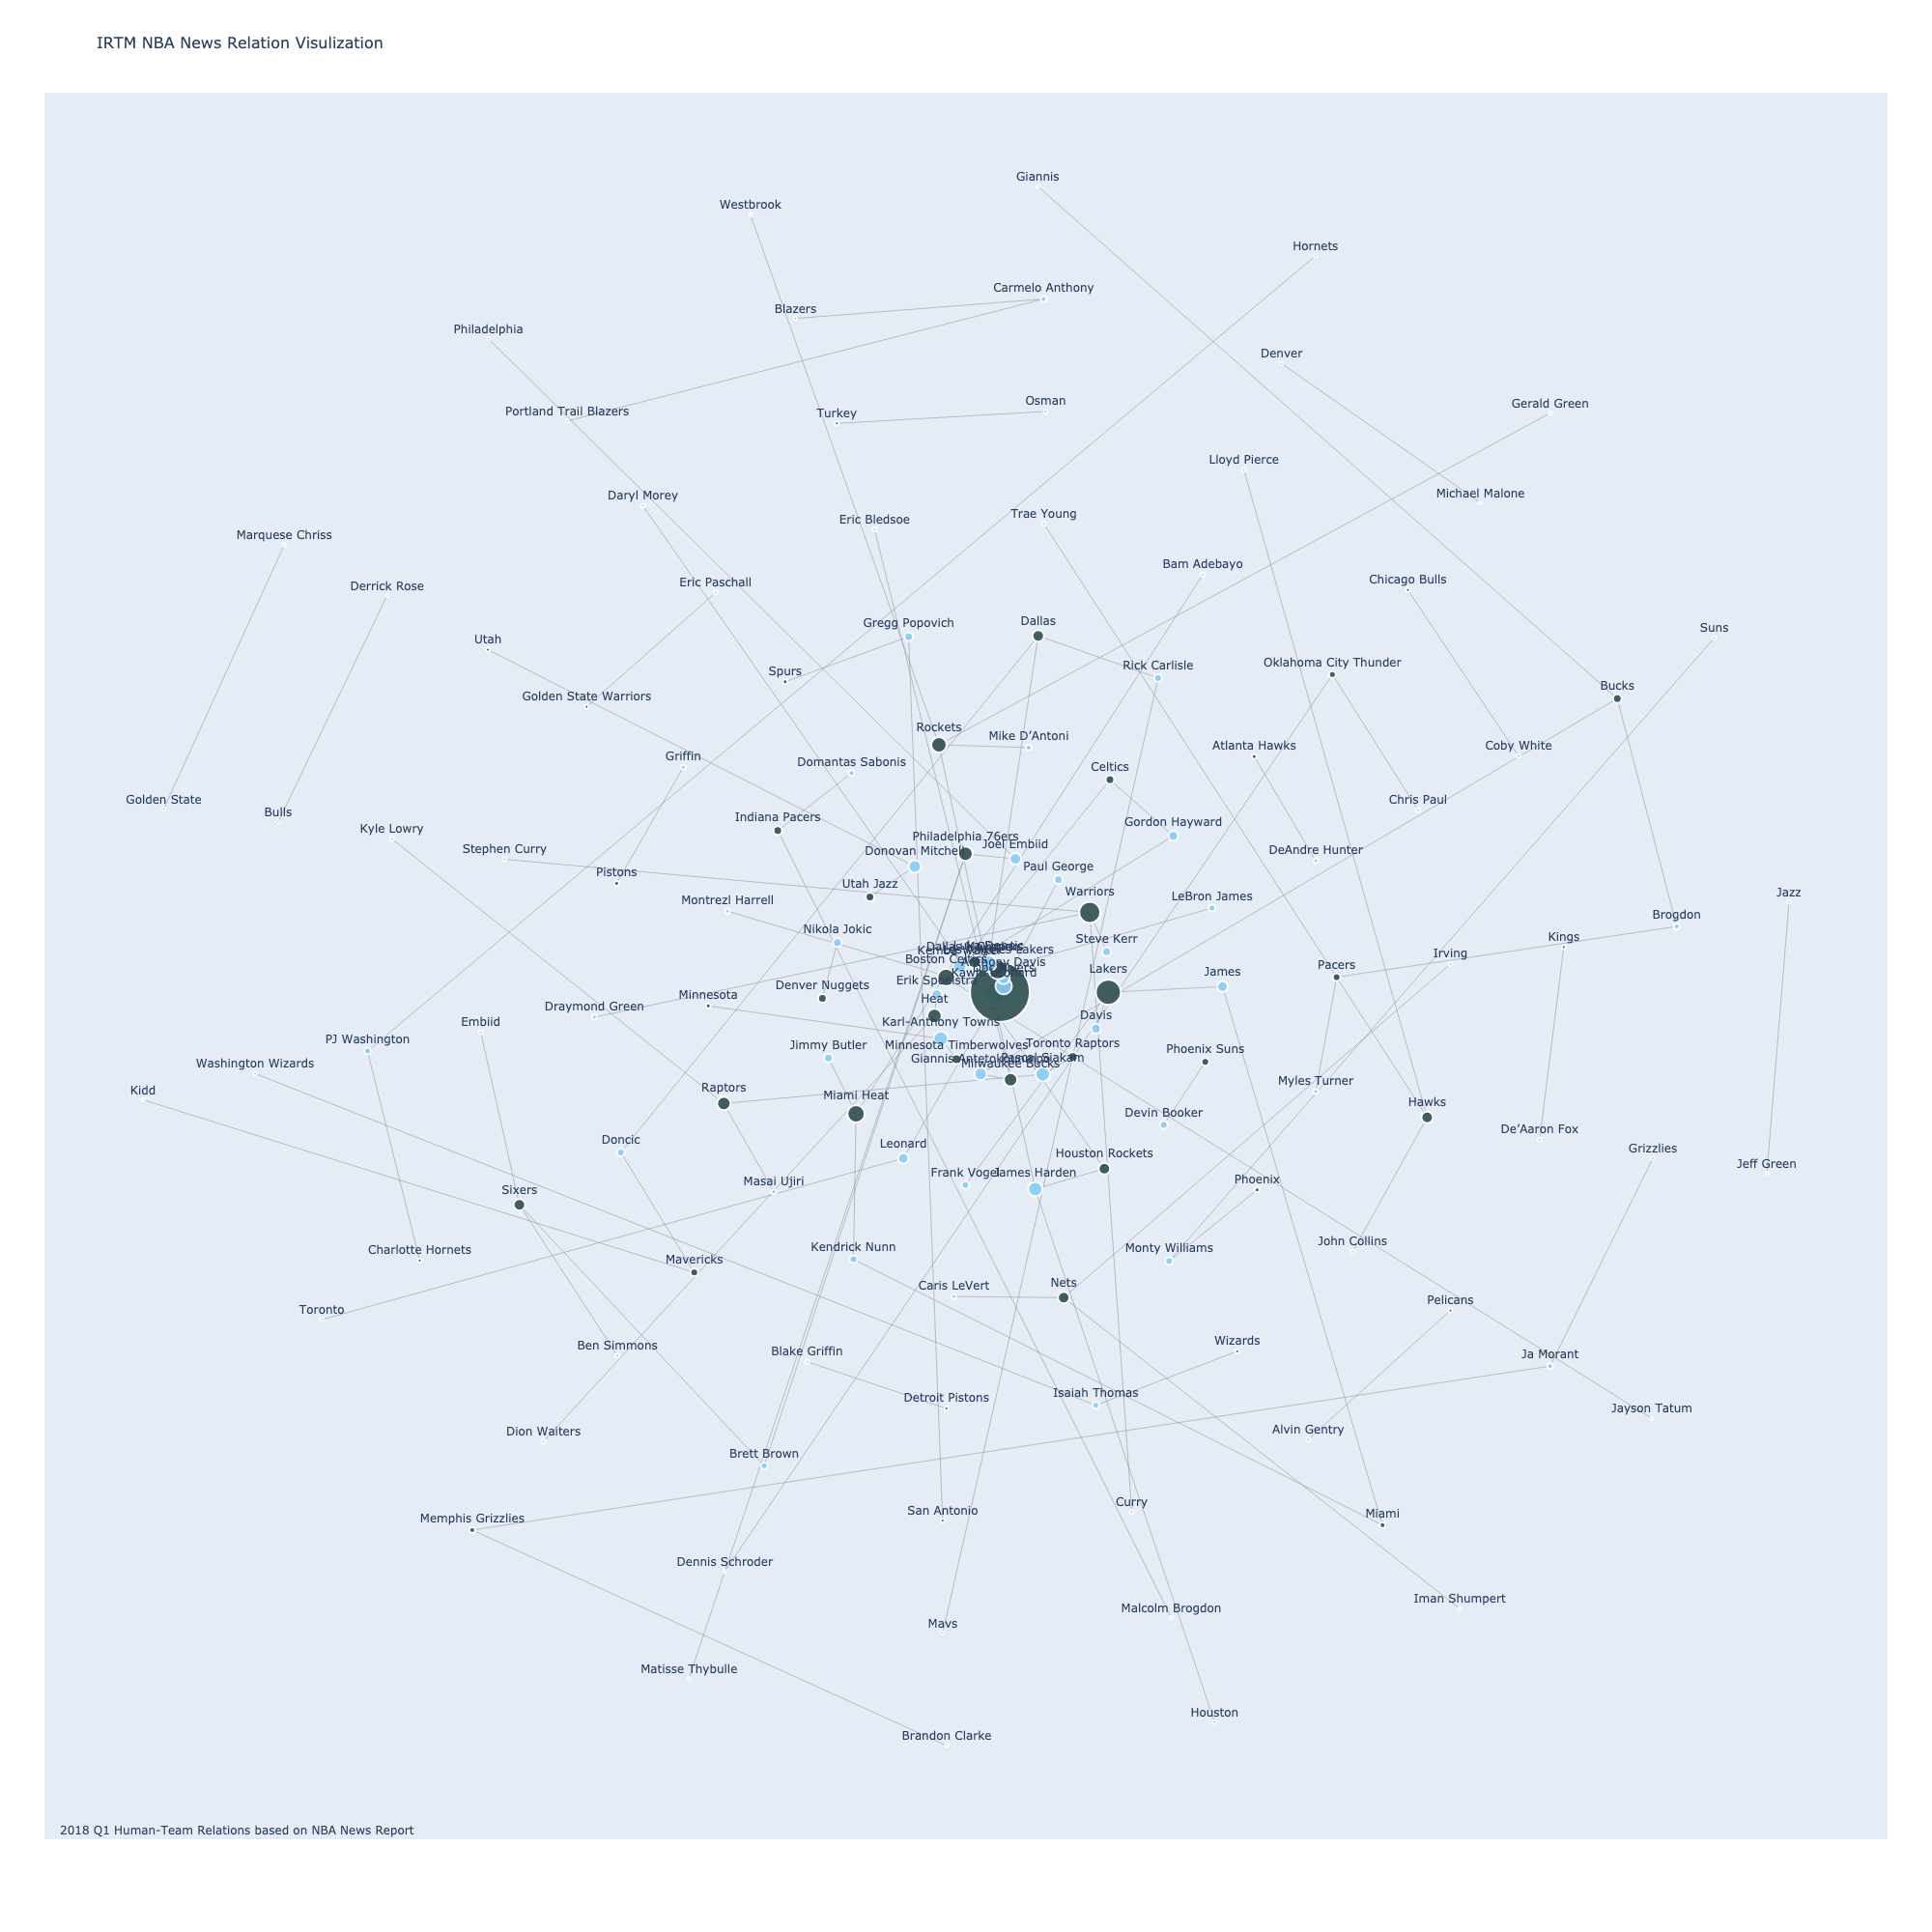 IRTM NBA News Relation Visulization
Giannis
Westbrook
Hornets
Carmelo Anthony
Blazers
Philadelphia
Denver
Osman
Gerald Green
Portland Trail Blazers
Turkey
Lloyd Pierce
Daryl Morey
Michael Malone
Eric Bledsoe
Trae Young
Marquese Chriss
Bam Adebayo
Derrick Rose
Eric Paschall
Chicago Bulls
Gregg Popovich
Dallas
Suns
Utah
Spurs
Rick Carlisle
Oklahoma City Thunder
Golden State Warriors
Bucks
Rockets
Mike D'Antoni
Atlanta Hawks
Coby White
Griffin
Domantas Sabonis
Celtics
Golden State
Bulls
Chris Paul
Kyle Lowry
Indiana Pacers
Gordon Hayward
Stephen Curry
Philadelphia 76ers
Donovan Mitchell
Joel Embiid
DeAndre Hunter
Pistons
Paul George
Utah Jazz
Warriors
Montrezl Harrell
LeBron James
Jazz
Brogdon
Nikola Jokic
Steve Kerr
Kings
Boston Celtics
Anthony Davis
Irving
Pacers
Erik Spoelstra
Kawhi Leonard
Lakers
James
Denver Nuggets
Minnesota
Draymond Green
Heat
Embiid
Karl-Anthony Towns
Davis
PJ Washington
Jimmy Butler
Minnesota Timberwolves
Toronto Raptors
Phoenix Suns
Washington Wizards
Giannis Antetokounmpo
Pascal Siakam
Milwaukee Bucks
Kidd
Raptors
Miami Heat
Myles Turner
Devin Booker
Hawks
Doncic
Leonard
Houston Rockets
De'Aaron Fox
Grizzlies
Jeff Green
Sixers
Masai Ujiri
Frank Vogel
James Harden
Phoenix
Charlotte Hornets
Mavericks
Kendrick Nunn
Monty Williams
John Collins
Toronto
Caris LeVert
Nets
Pelicans
Ben Simmons
Blake Griffin
Wizards
Ja Morant
Detroit Pistons
Isaiah Thomas
Jayson Tatum
Dion Waiters
Brett Brown
Alvin Gentry
Memphis Grizzlies
San Antonio
Curry
Miami
Dennis Schroder
Mavs
Malcolm Brogdon
Iman Shumpert
Matisse Thybulle
Houston
Brandon Clarke
2018 Q1 Human-Team Relations based on NBA News Report